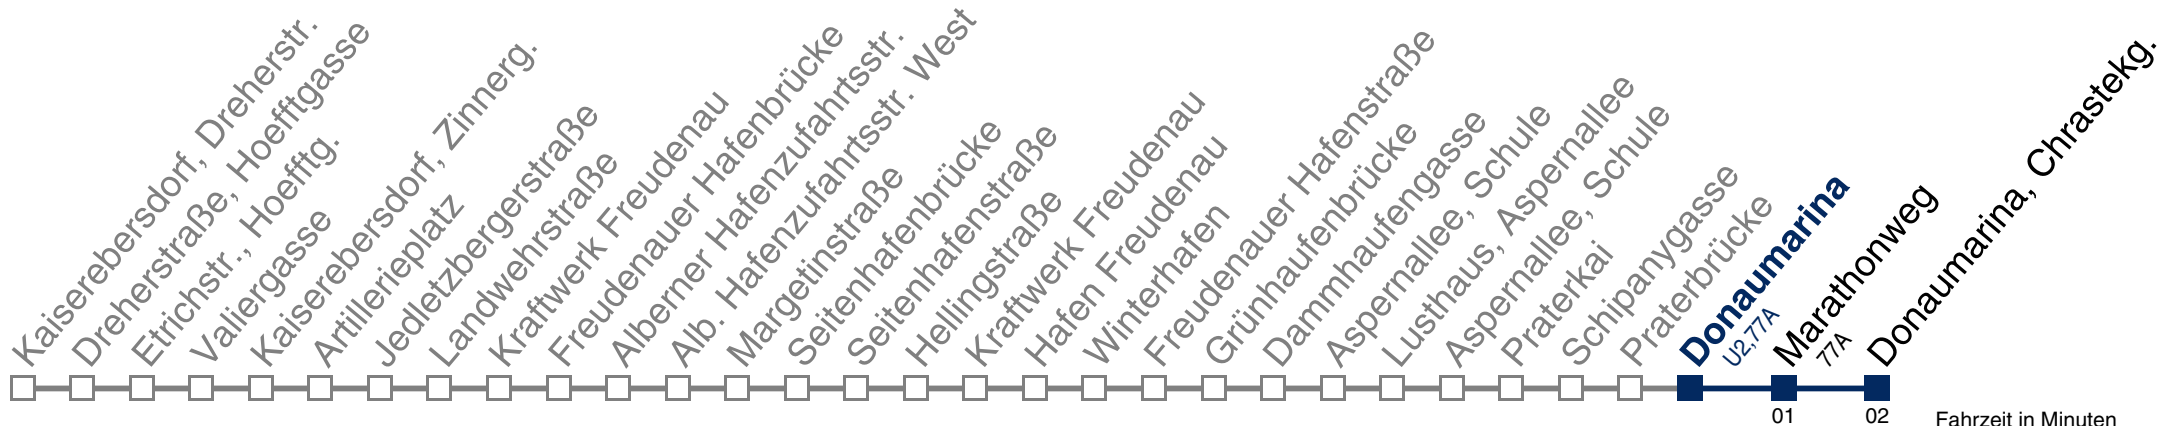 Kaiserebersdorf, Dreherstr.
Dreherstraße, Hoefftgasse
Etrichstr., Hoefftg.
Valiergasse
Kaiserebersdorf, Zinnerg.
Artillerieplatz
Jedletzbergerstraße
Landwehrstraße
Kraftwerk Freudenau
Freudenauer Hafenbrücke
Alberner Hafenzufahrtsstr.
Alb. Hafenzufahrtsstr. West
Margetinstraße
Seitenhafenbrücke
Seitenhafenstraße
Hellingstraße
Kraftwerk Freudenau
Hafen Freudenau
Winterhafen
Freudenauer Hafenstraße
Grünhaufenbrücke
Dammhaufengasse
Aspernallee, Schule
Lusthaus, Aspernallee
Aspernallee, Schule
Praterkai
Schipanygasse
Praterbrücke
Donaumarina
U2,77A
Marathonweg
77A
Donaumarina, Chrastekg.
01
02
Fahrzeit in Minuten